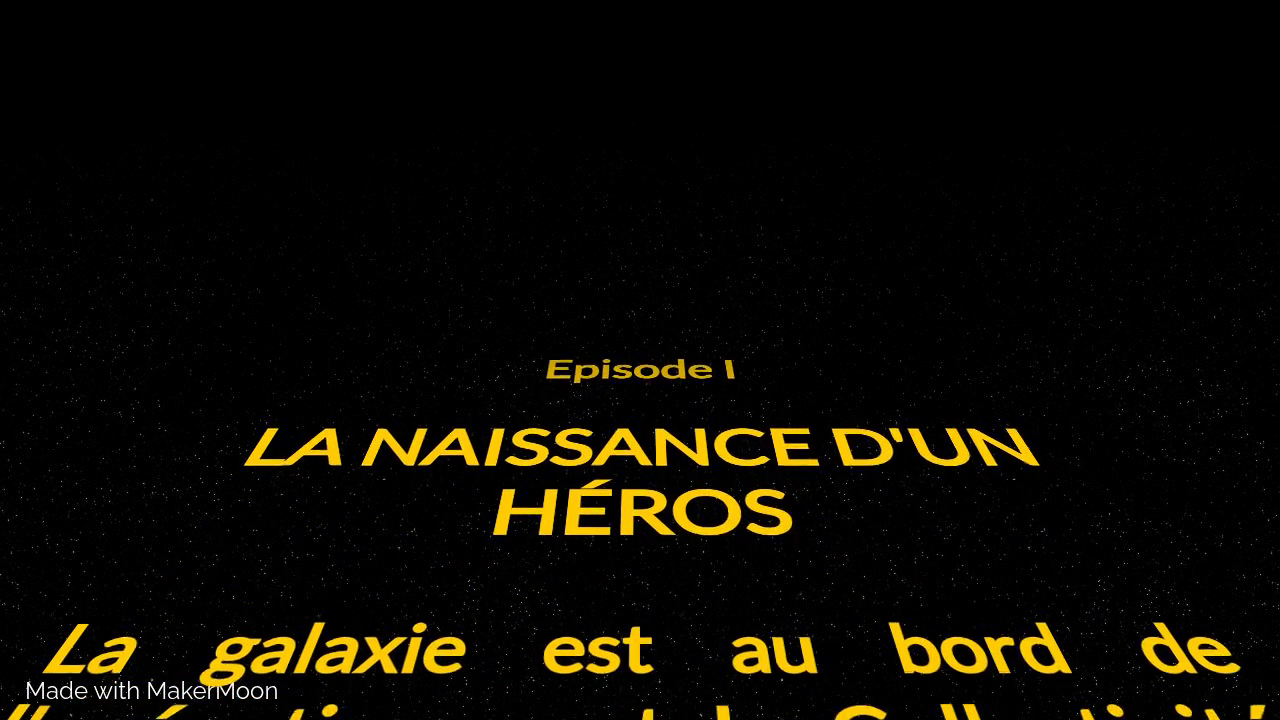 Episode I
LA NAISSANCE D'UN
HÉROS
La galaxie est au bord de
Made with MakerMoon